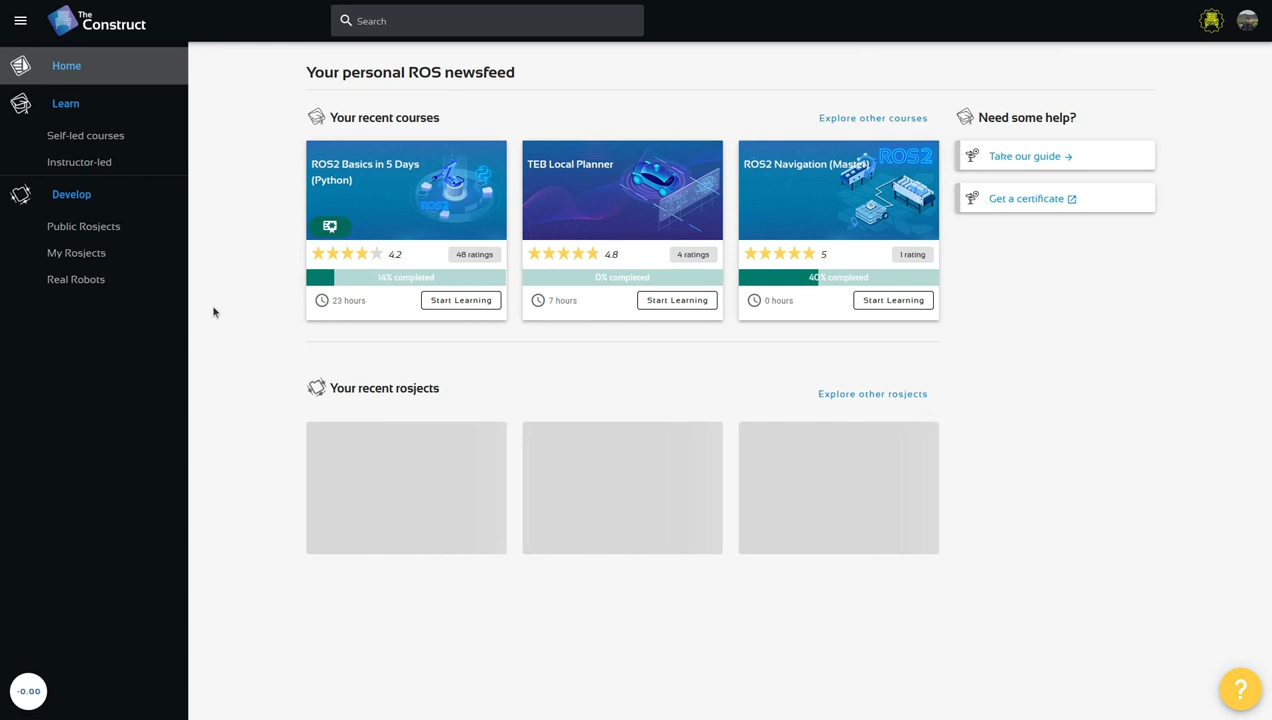 The
Construct
Search
Home
Learn
Self-led courses
Instructor-led
Develop
Public Rosjects
My Rosjects
Real Robots
-0.00
Your personal ROS newsfeed
Your recent courses
Explore other courses
ROS2 Basics in 5 Days
(Python)
ROS2
4.2
48 ratings
14% completed
23 hours
Start Learning
TEB Local Planner
4.8
4 ratings
0% completed
7 hours
Start Learning
ROS2
ROS2 Navigation (Master)
5
1 rating
40% completed
0 hours
Start Learning
Need some help?
Take our guide →
Get a certificate
Your recent rosjects
Explore other rosjects
?